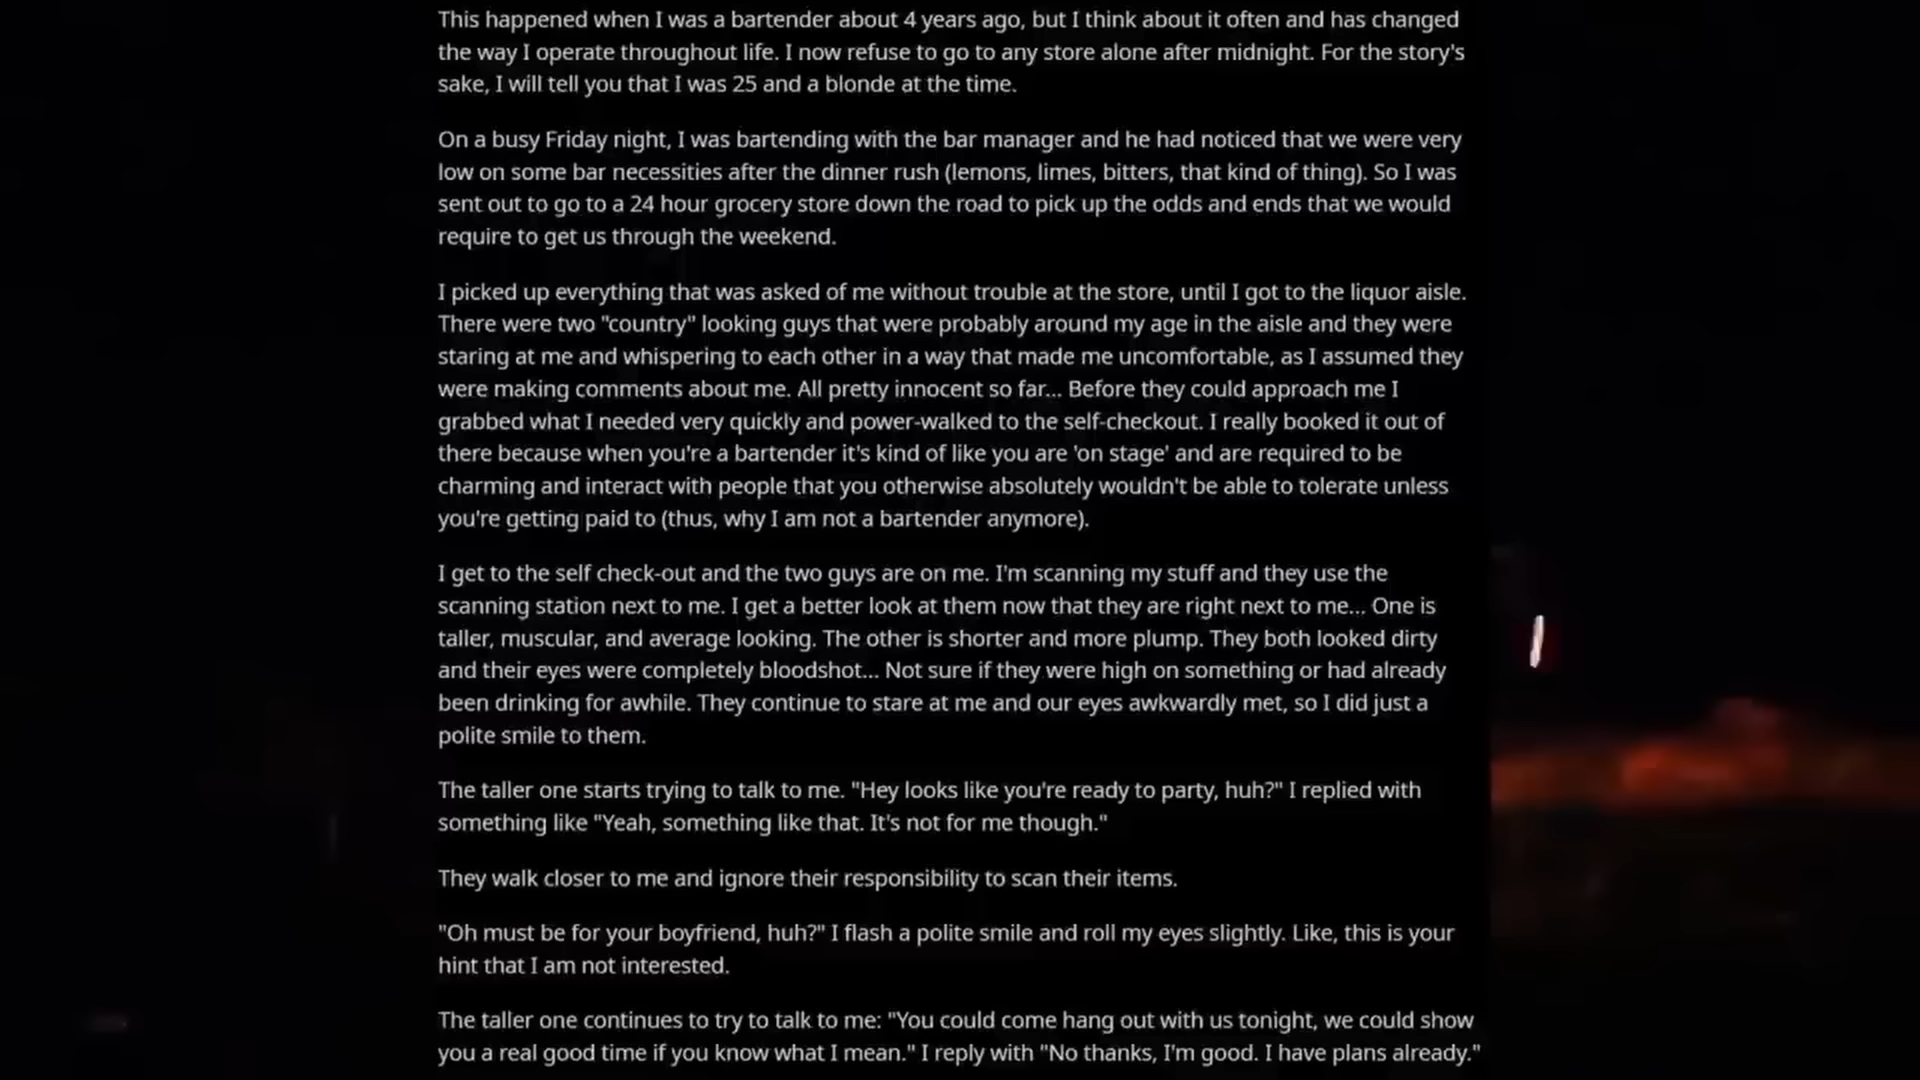 This happened when I was a bartender about 4 years ago, but I think about it often and has changed
the way I operate throughout life. I now refuse to go to any store alone after midnight. For the story's
sake, I will tell you that I was 25 and a blonde at the time.
On a busy Friday night, I was bartending with the bar manager and he had noticed that we were very
low on some bar necessities after the dinner rush (lemons, limes, bitters, that kind of thing). So I was
sent out to go to a 24 hour grocery store down the road to pick up the odds and ends that we would
require to get us through the weekend.
I picked up everything that was asked of me without trouble at the store, until I got to the liquor aisle.
There were two "country" looking guys that were probably around my age in the aisle and they were
staring at me and whispering to each other in a way that made me uncomfortable, as I assumed they
were making comments about me. All pretty innocent so far... Before they could approach me I
grabbed what I needed very quickly and power-walked to the self-checkout. I really booked it out of
there because when you're a bartender it's kind of like you are 'on stage' and are required to be
charming and interact with people that you otherwise absolutely wouldn't be able to tolerate unless
you're getting paid to (thus, why I am not a bartender anymore).
I get to the self check-out and the two guys are on me. I'm scanning my stuff and they use the
scanning station next to me. I get a better look at them now that they are right next to me... One is
taller, muscular, and average looking. The other is shorter and more plump. They both looked dirty
and their eyes were completely bloodshot... Not sure if they were high on something or had already
been drinking for awhile. They continue to stare at me and our eyes awkwardly met, so I did just a
polite smile to them.
The taller one starts trying to talk to me. "Hey looks like you're ready to party, huh?" I replied with
something like "Yeah, something like that. It's not for me though."
They walk closer to me and ignore their responsibility to scan their items.
"Oh must be for your boyfriend, huh?" I flash a polite smile and roll my eyes slightly. Like, this is your
hint that I am not interested.
The taller one continues to try to talk to me: "You could come hang out with us tonight, we could show
you a real good time if you know what I mean." I reply with "No thanks, I'm good. I have plans already."